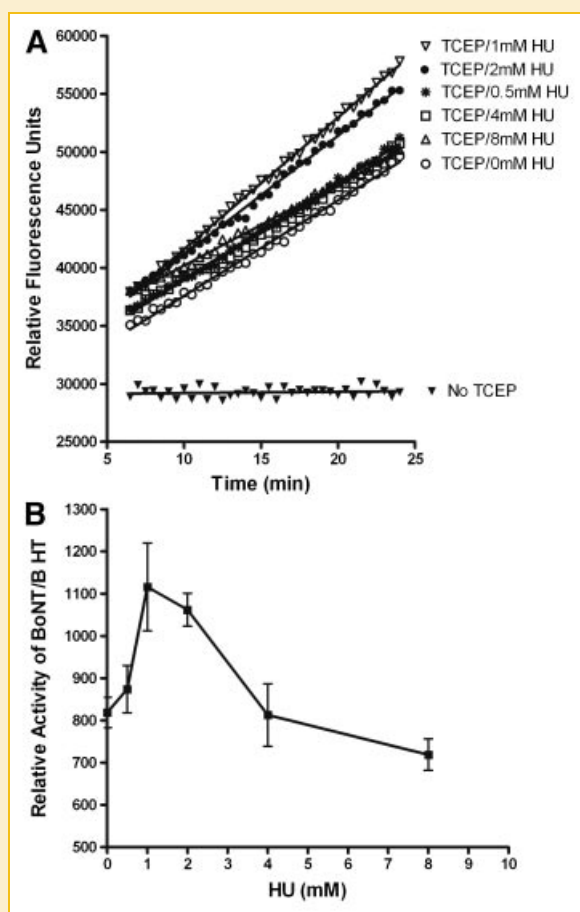 A
Relative Fluorescence Units
60000
55000
50000
45000
40000
35000
30000
25000
5
10
15
20
25
Time (min)
TCEP/1mM HU
TCEP/2mM HU
TCEP/0.5mM HU
TCEP/4mM HU
TCEP/8mM HU
TCEP/0mM HU
No TCEP
B
Relative Activity of BoNT/B HT
1300
1200
1100
1000
900
800
700
600
500
0
1
2
3
4
5
6
7
8
9
10
HU (mM)